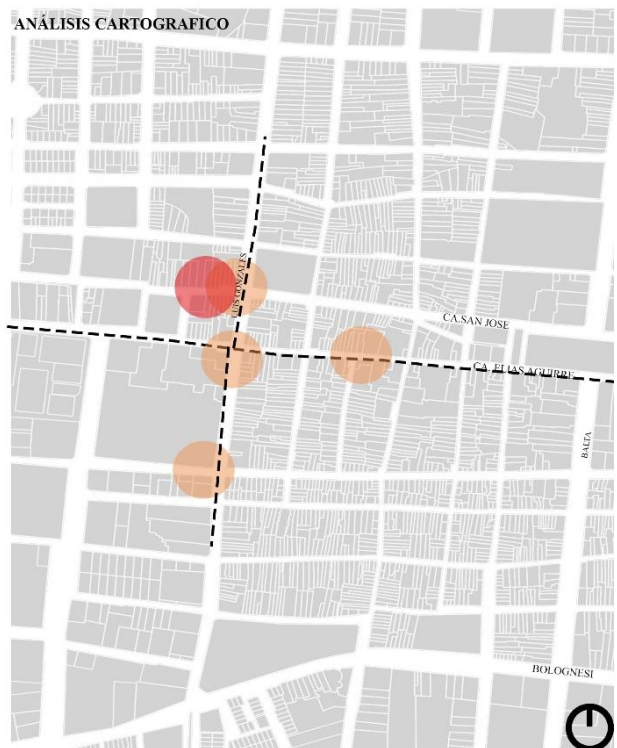 ANÁLISIS CARTOGRAFICO
LUIS GONZALES
CA.SAN JOSE
CA. ELIAS AGUIRRE
BALTA
BOLOGNESI